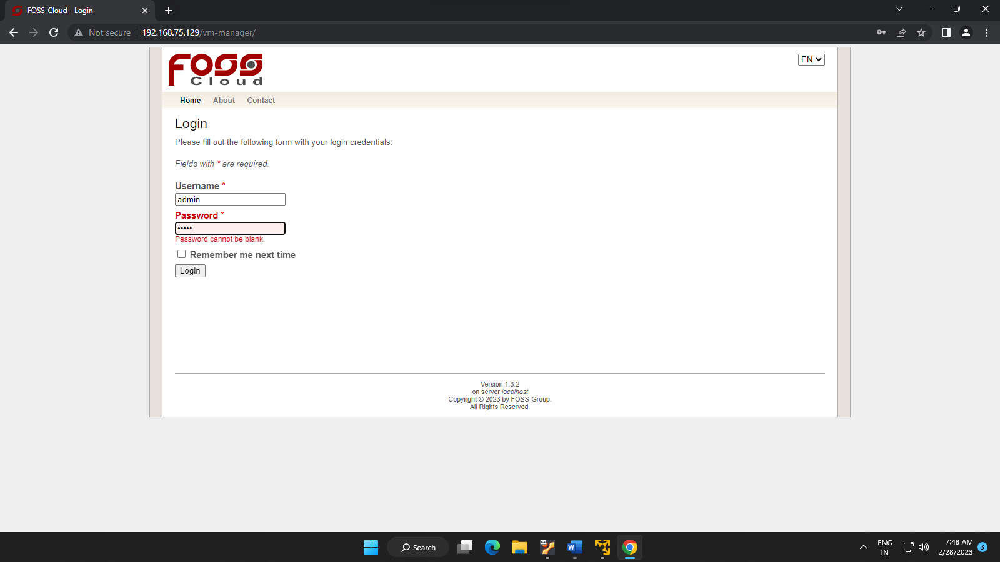 FOSS-Cloud - Login
Not secure 192.168.75.129/vm-manager/
FOSS
Cloud
EN
Home About Contact
Login
Please fill out the following form with your login credentials:
Fields with * are required.
Username *
admin
Password *
•••••
Password cannot be blank.
Remember me next time
Login
Version 1.3.2
on server localhost
Copyright © 2023 by FOSS-Group.
All Rights Reserved.
Search
ENG
IN
7:48 AM
2/28/2023
3